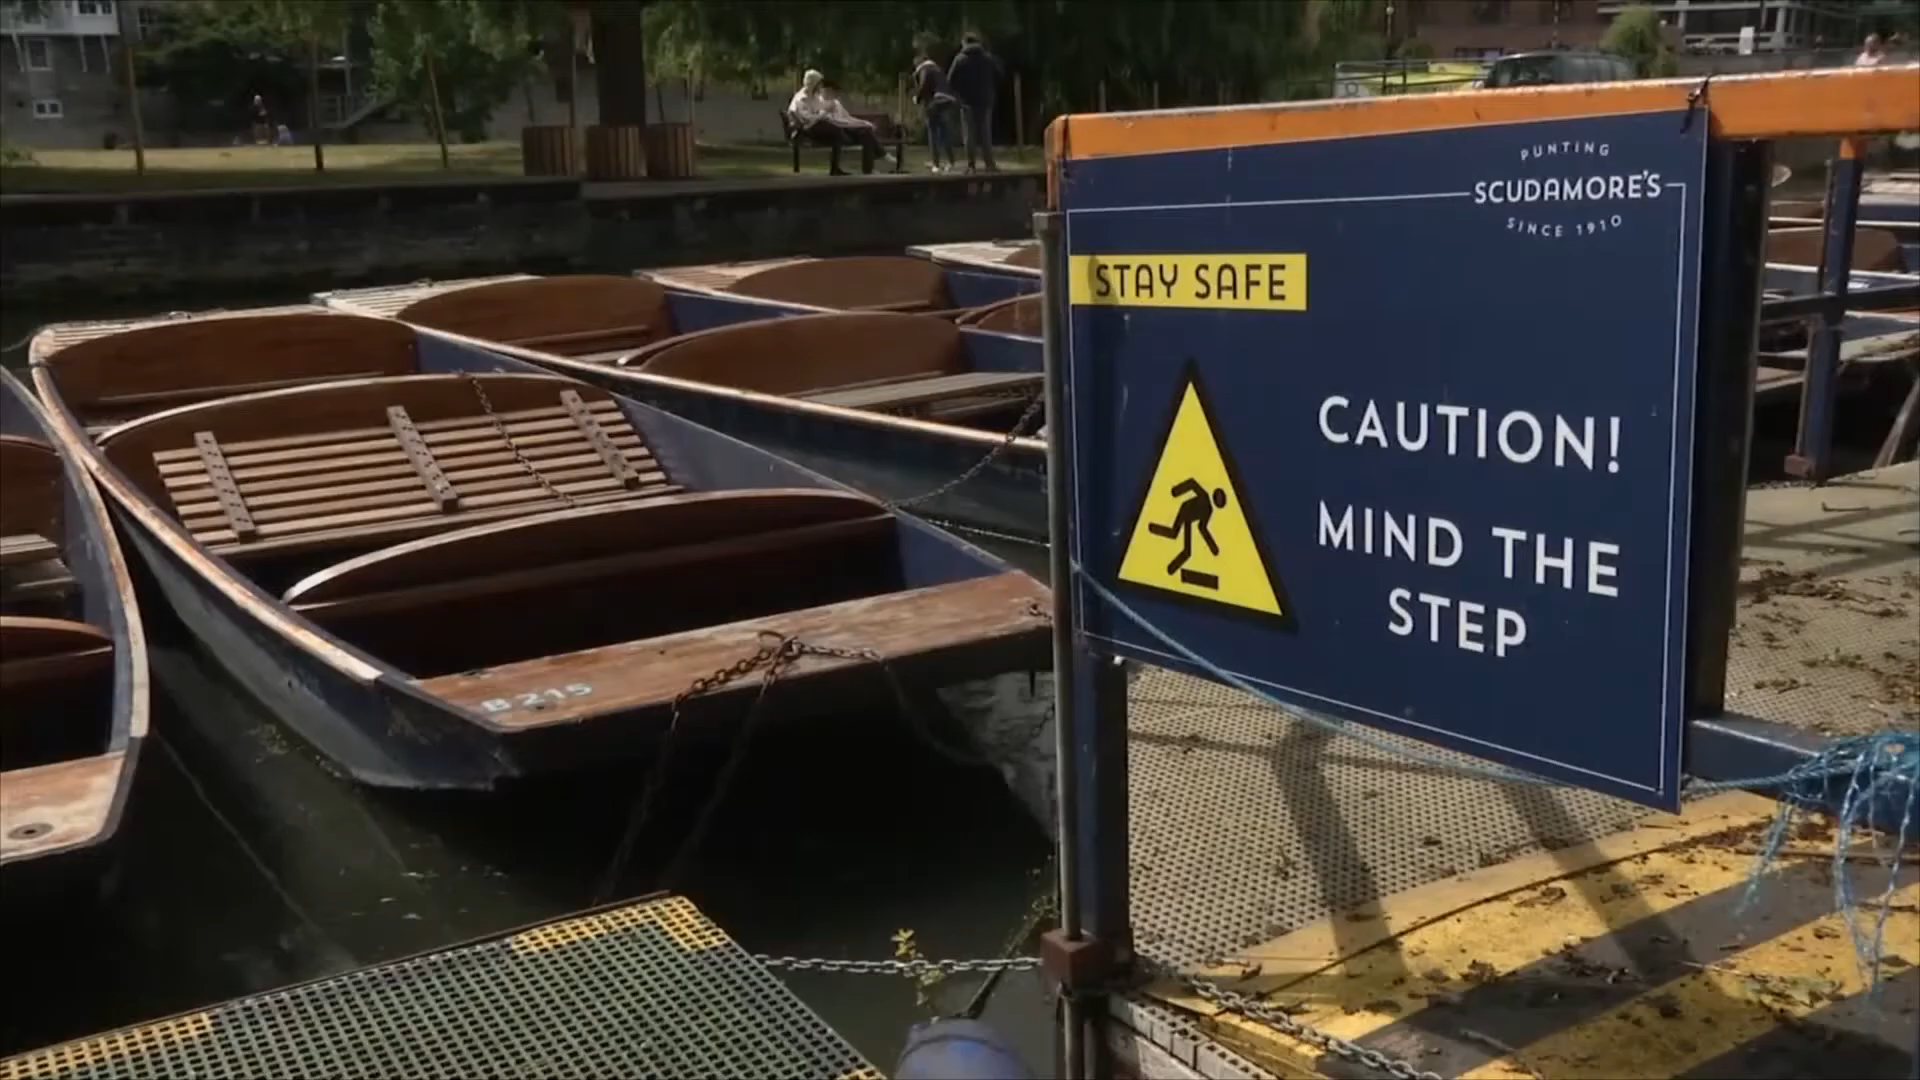 PUNTING
SCUDAMORE'S
SINCE 1910
STAY SAFE
CAUTION!
MIND THE
STEP
B215